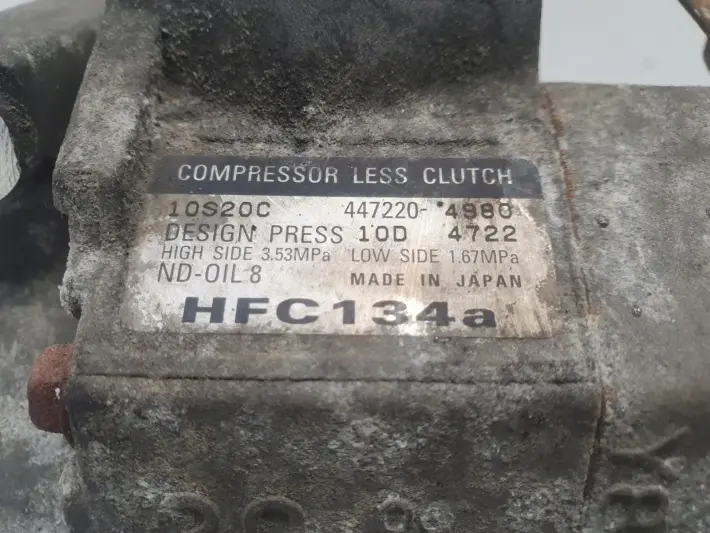 COMPRESSOR LESS CLUTCH
10S20C 447220-4980
DESIGN PRESS 10D 4722
HIGH SIDE 3.53MPa LOW SIDE 1.67MPa
ND-OIL 8 MADE IN JAPAN
HFC134a